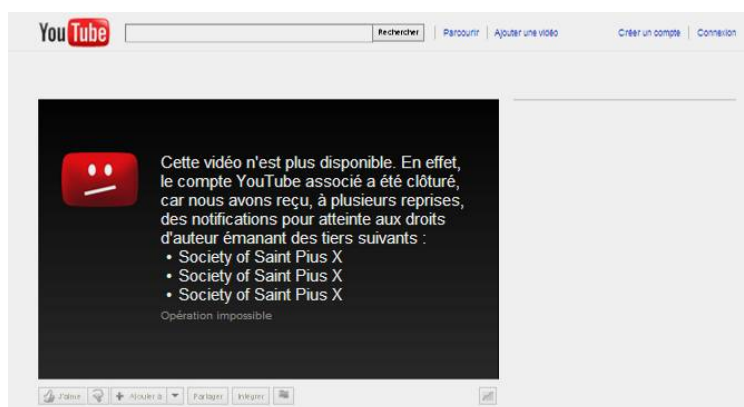 You Tube Rechercher Parcourir Ajouter une vidéo Créer un compte Connexion
Cette vidéo n'est plus disponible. En effet,
le compte YouTube associé a été clôturé,
car nous avons reçu, à plusieurs reprises,
des notifications pour atteinte aux droits
d'auteur émanant des tiers suivants :
• Society of Saint Pius X
• Society of Saint Pius X
• Society of Saint Pius X
Opération impossible
J'aime Ajouter à Partager Intégrer